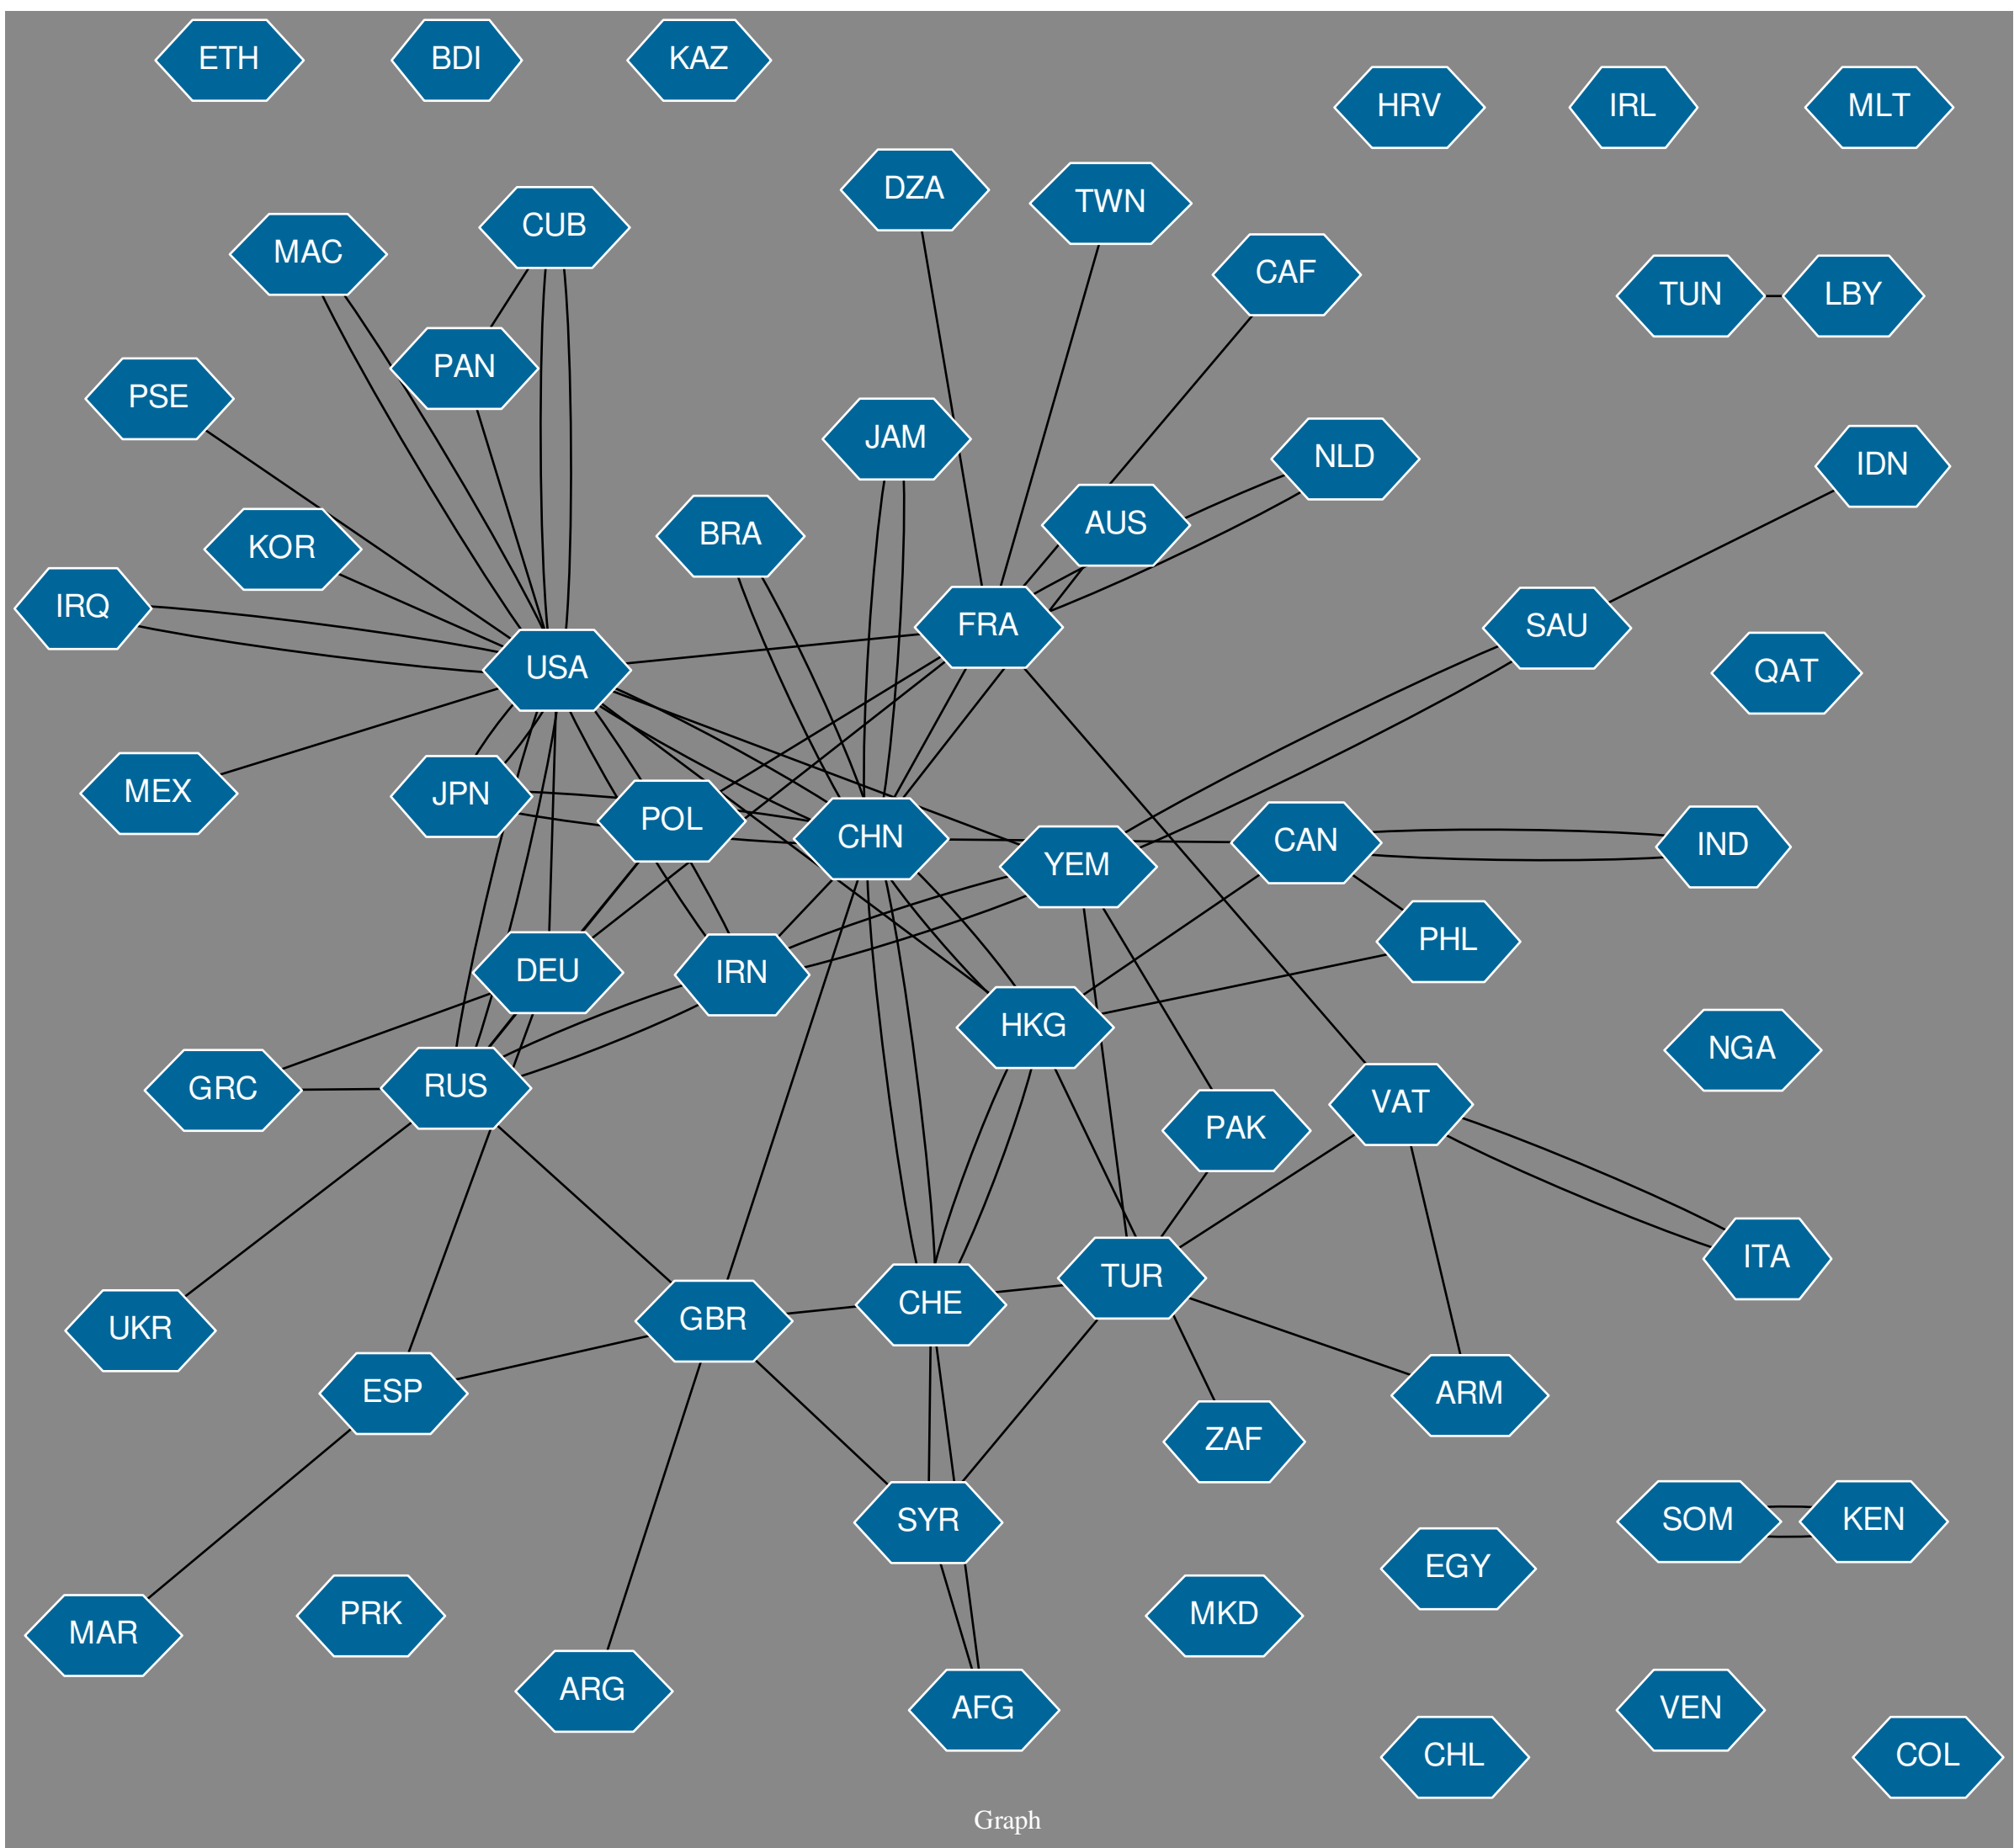 ETH
BDI
KAZ
HRV
IRL
MLT
DZA
TWN
CUB
MAC
CAF
TUN
LBY
PAN
PSE
JAM
NLD
IDN
AUS
BRA
KOR
IRQ
FRA
SAU
USA
QAT
MEX
JPN
POL
CHN
CAN
IND
YEM
PHL
DEU
IRN
HKG
NGA
GRC
RUS
VAT
PAK
ITA
TUR
CHE
GBR
UKR
ESP
ARM
ZAF
SYR
SOM
KEN
EGY
MAR
PRK
MKD
ARG
AFG
VEN
CHL
COL
Graph